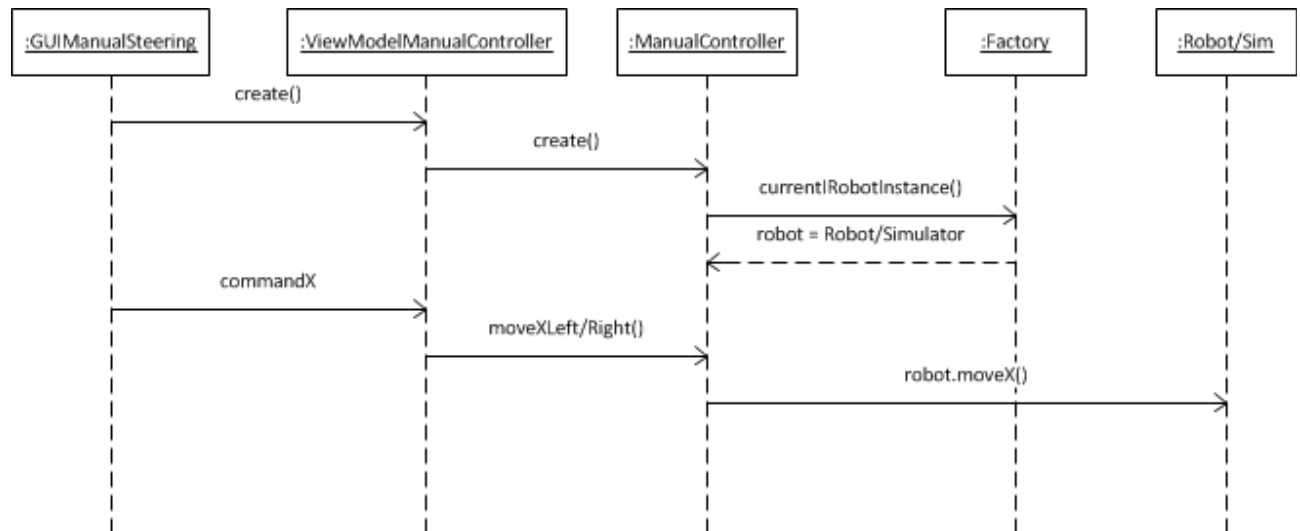 :GUIManualSteering
:ViewModelManualController
:ManualController
:Factory
:Robot/Sim
create()
create()
currentIRobotInstance()
robot = Robot/Simulator
commandX
moveXLeft/Right()
robot.moveX()